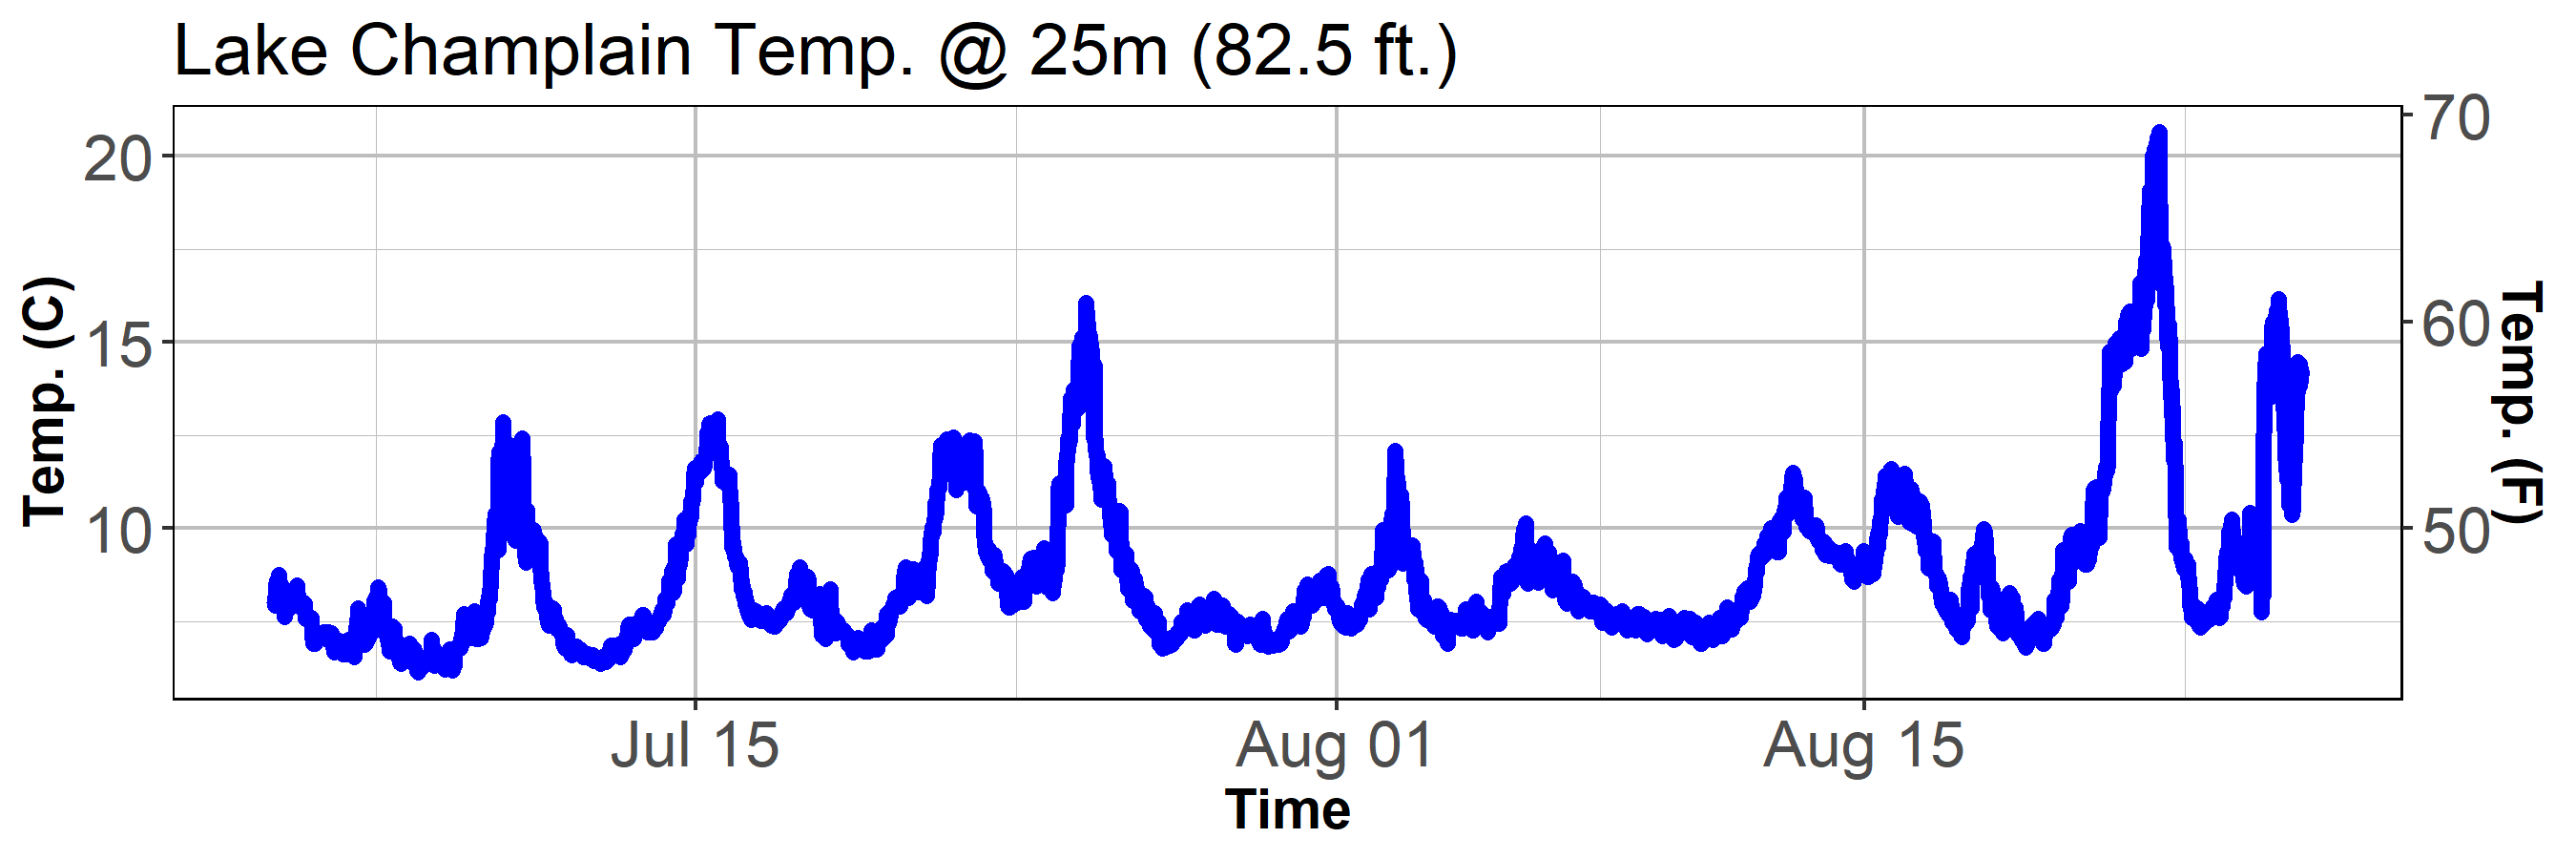 Lake Champlain Temp. @ 25m (82.5 ft.)
Temp. (C)
20
15
10
70
60
50
Temp. (F)
Jul 15
Aug 01
Aug 15
Time